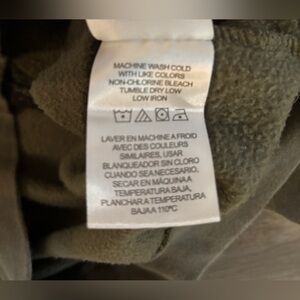 MACHINE WASH COLD
WITH LIKE COLORS
NON-CHLORINE BLEACH
TUMBLE DRY LOW
LOW IRON
LAVER EN MACHINE A FROID
AVEC DES COULEURS
SIMILAIRES, USAR
BLANQUEADOR SIN CLORO
CUANDO SEA NECESARIO,
SECAR EN MÁQUINA A
TEMPERATURA BAJA,
PLANCHAR A TEMPERATURA
BAJA A 110ºC